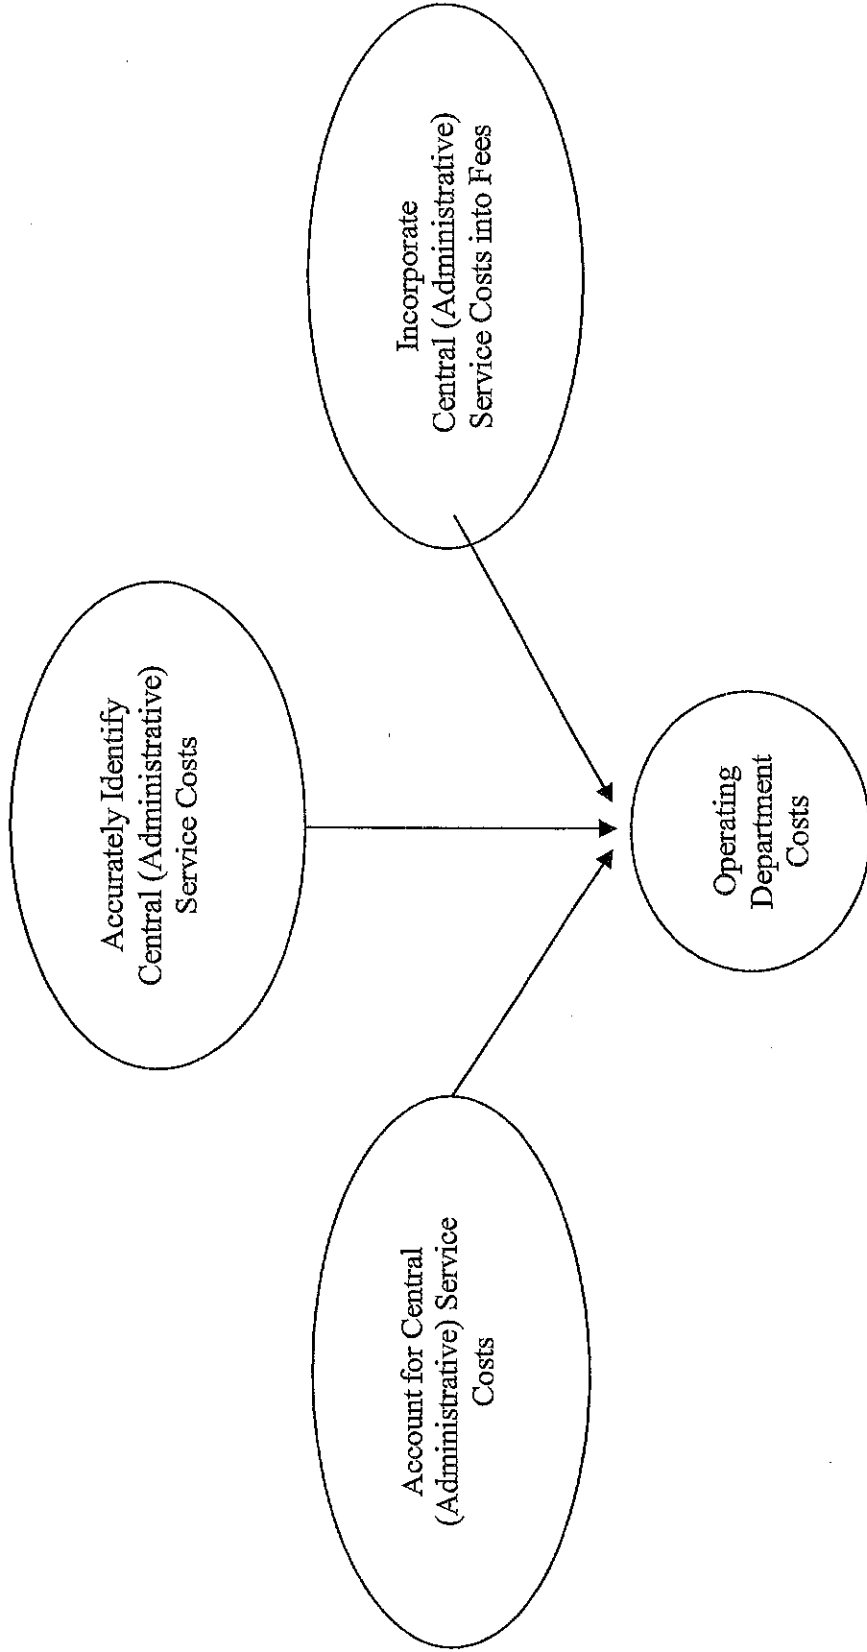 Accurately Identify
Central (Administrative)
Service Costs
Account for Central
(Administrative) Service
Costs
Incorporate
Central (Administrative)
Service Costs into Fees
Operating
Department
Costs